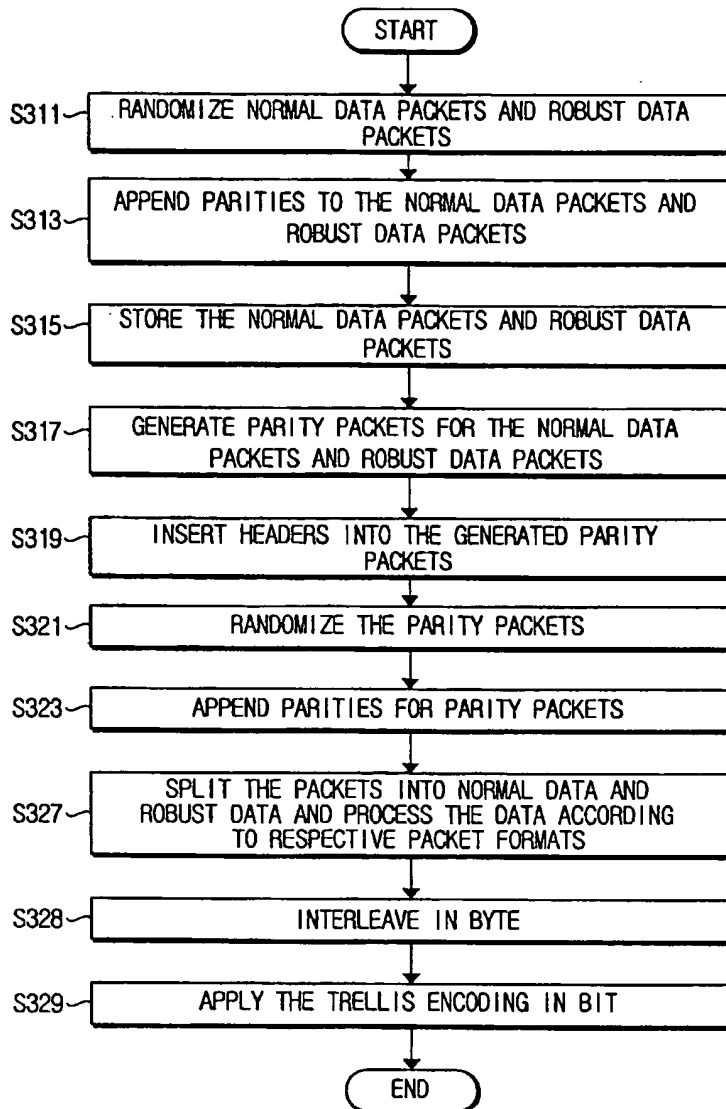 START
S311
RANDOMIZE NORMAL DATA PACKETS AND ROBUST DATA
PACKETS
S313
APPEND PARITIES TO THE NORMAL DATA PACKETS AND
ROBUST DATA PACKETS
S315
STORE THE NORMAL DATA PACKETS AND ROBUST DATA
PACKETS
S317
GENERATE PARITY PACKETS FOR THE NORMAL DATA
PACKETS AND ROBUST DATA PACKETS
S319
INSERT HEADERS INTO THE GENERATED PARITY
PACKETS
S321
RANDOMIZE THE PARITY PACKETS
S323
APPEND PARITIES FOR PARITY PACKETS
S327
SPLIT THE PACKETS INTO NORMAL DATA AND
ROBUST DATA AND PROCESS THE DATA ACCORDING
TO RESPECTIVE PACKET FORMATS
S328
INTERLEAVE IN BYTE
S329
APPLY THE TRELLIS ENCODING IN BIT
END